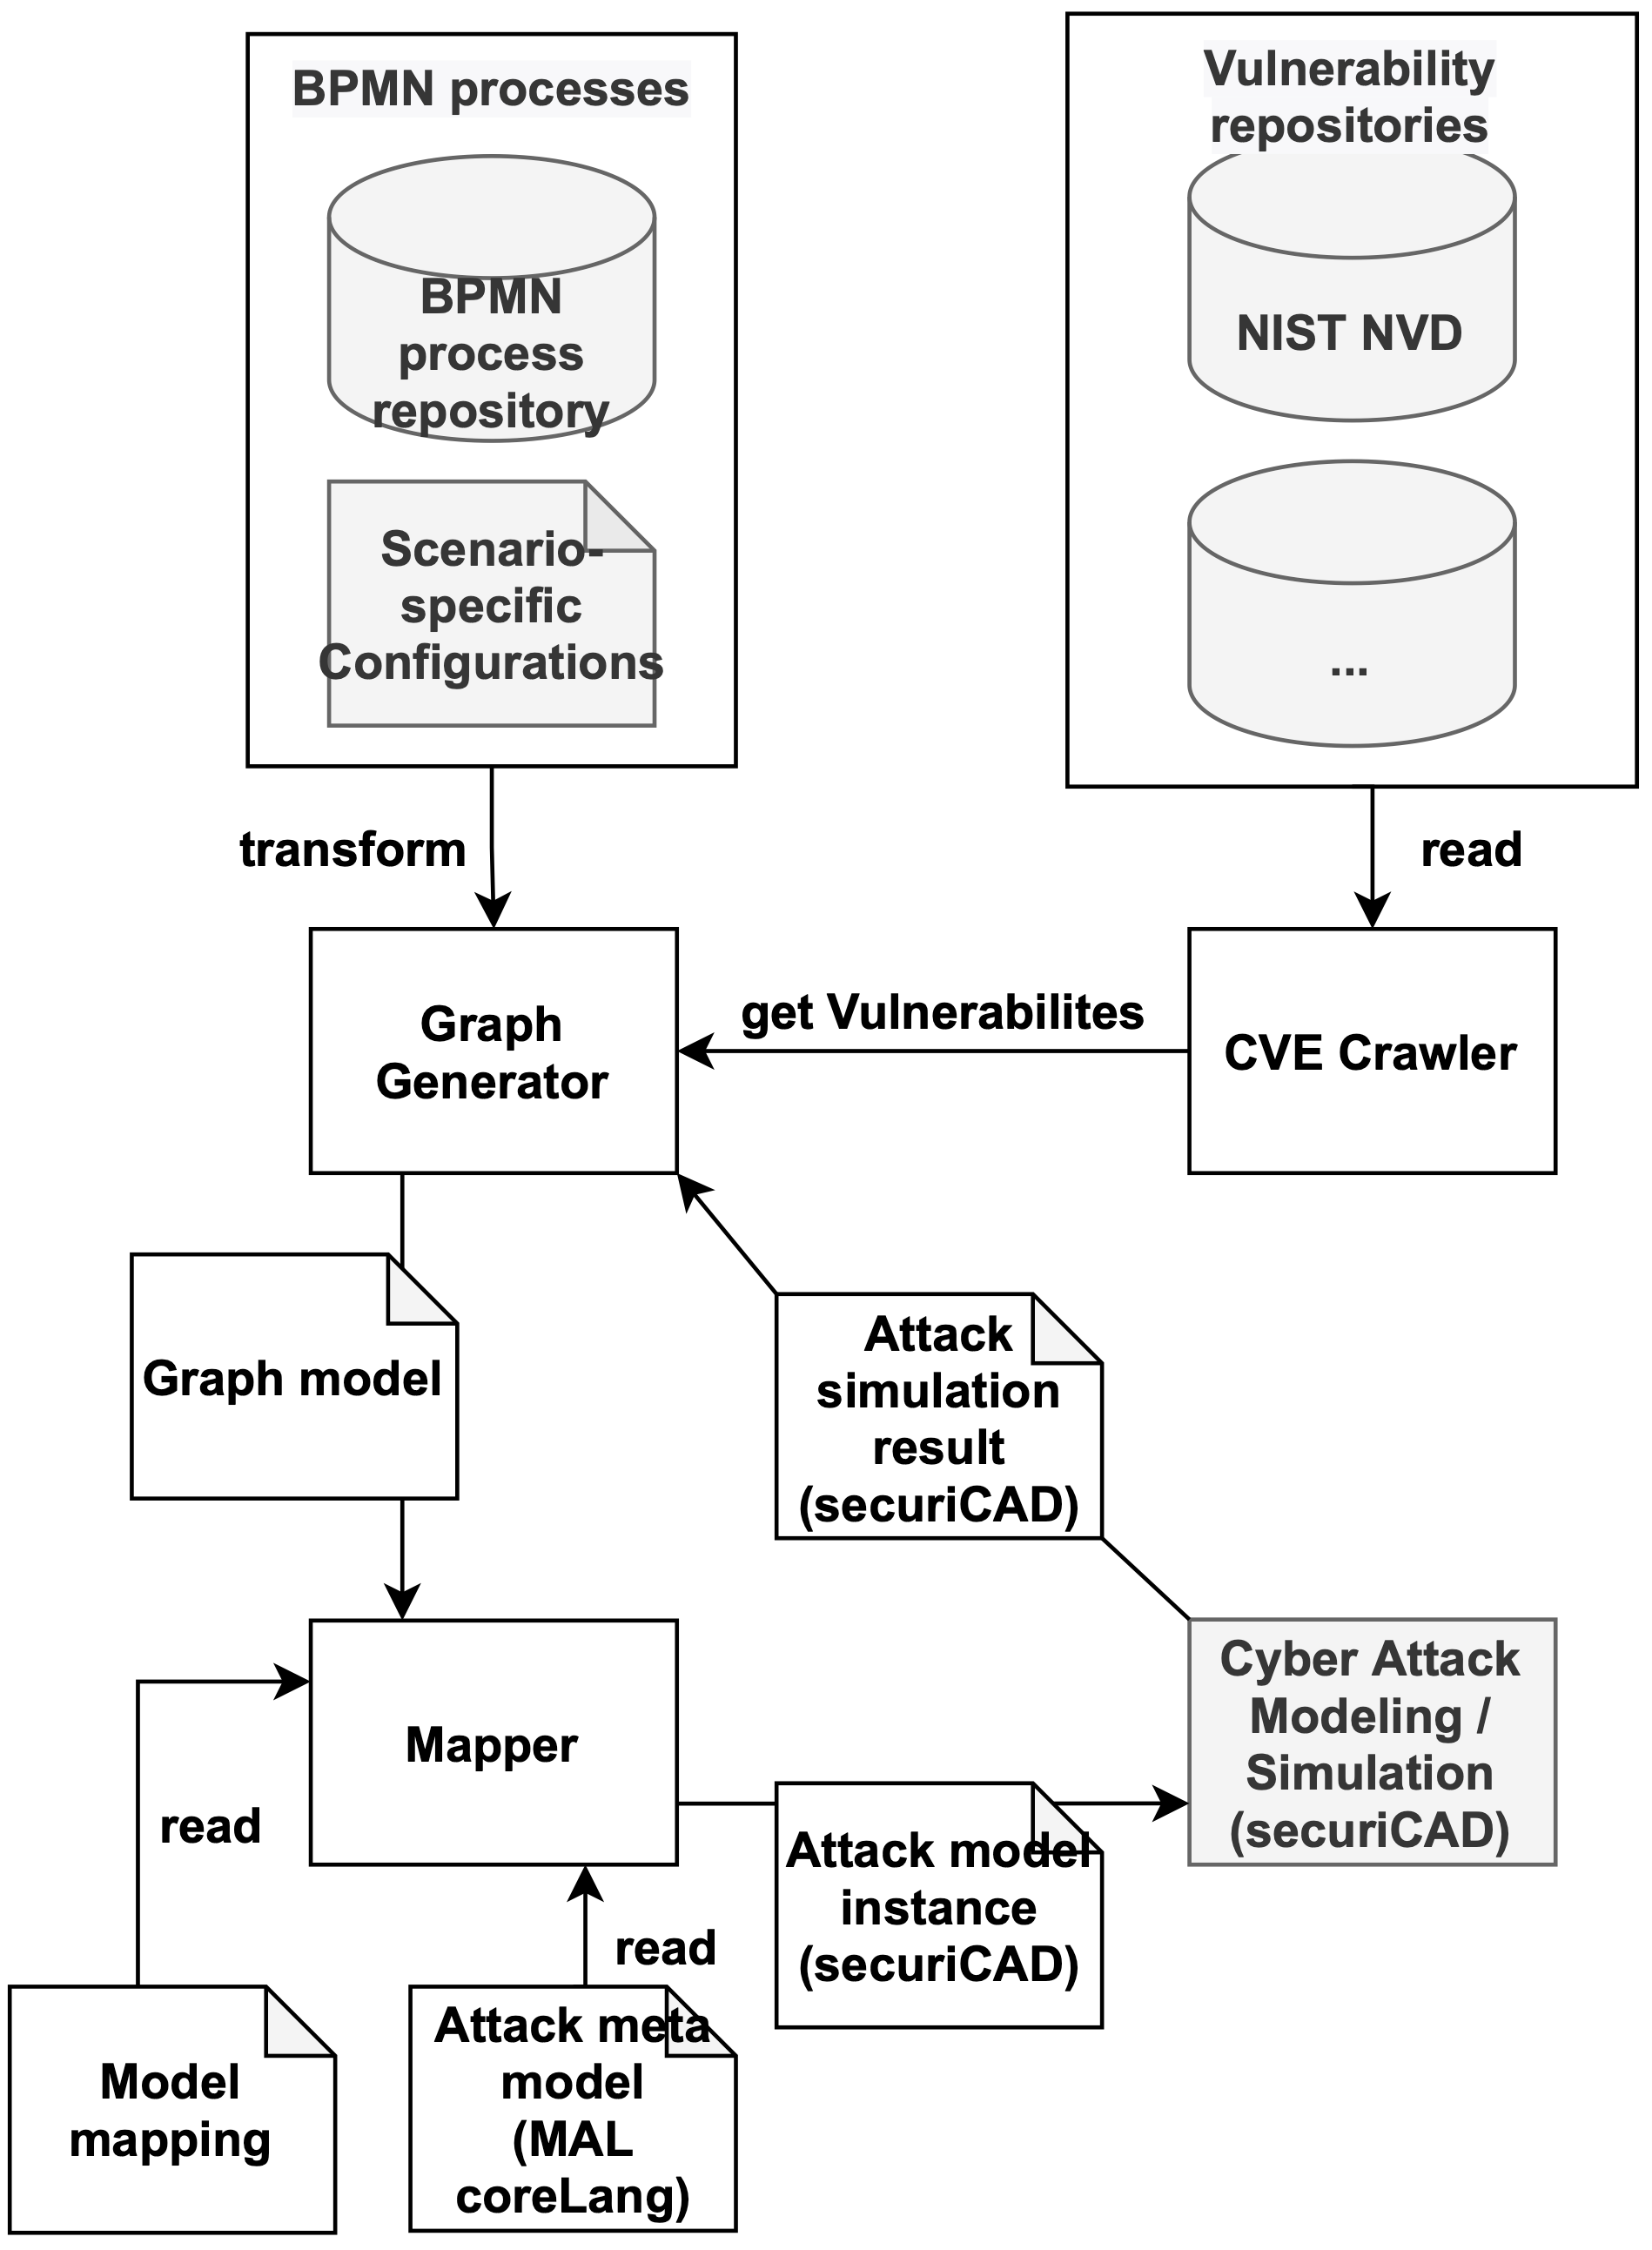 BPMN processes
BPMN
process
repository
Scenario-
specific
Configurations
Vulnerability
repositories
NIST NVD
...
transform
read
Graph
Generator
get Vulnerabilites
CVE Crawler
Graph model
Attack
simulation
result
(securiCAD)
Mapper
Cyber Attack
Modeling /
Simulation
(securiCAD)
read
Attack model
instance
(securiCAD)
read
Model
mapping
Attack meta
model
(MAL
coreLang)